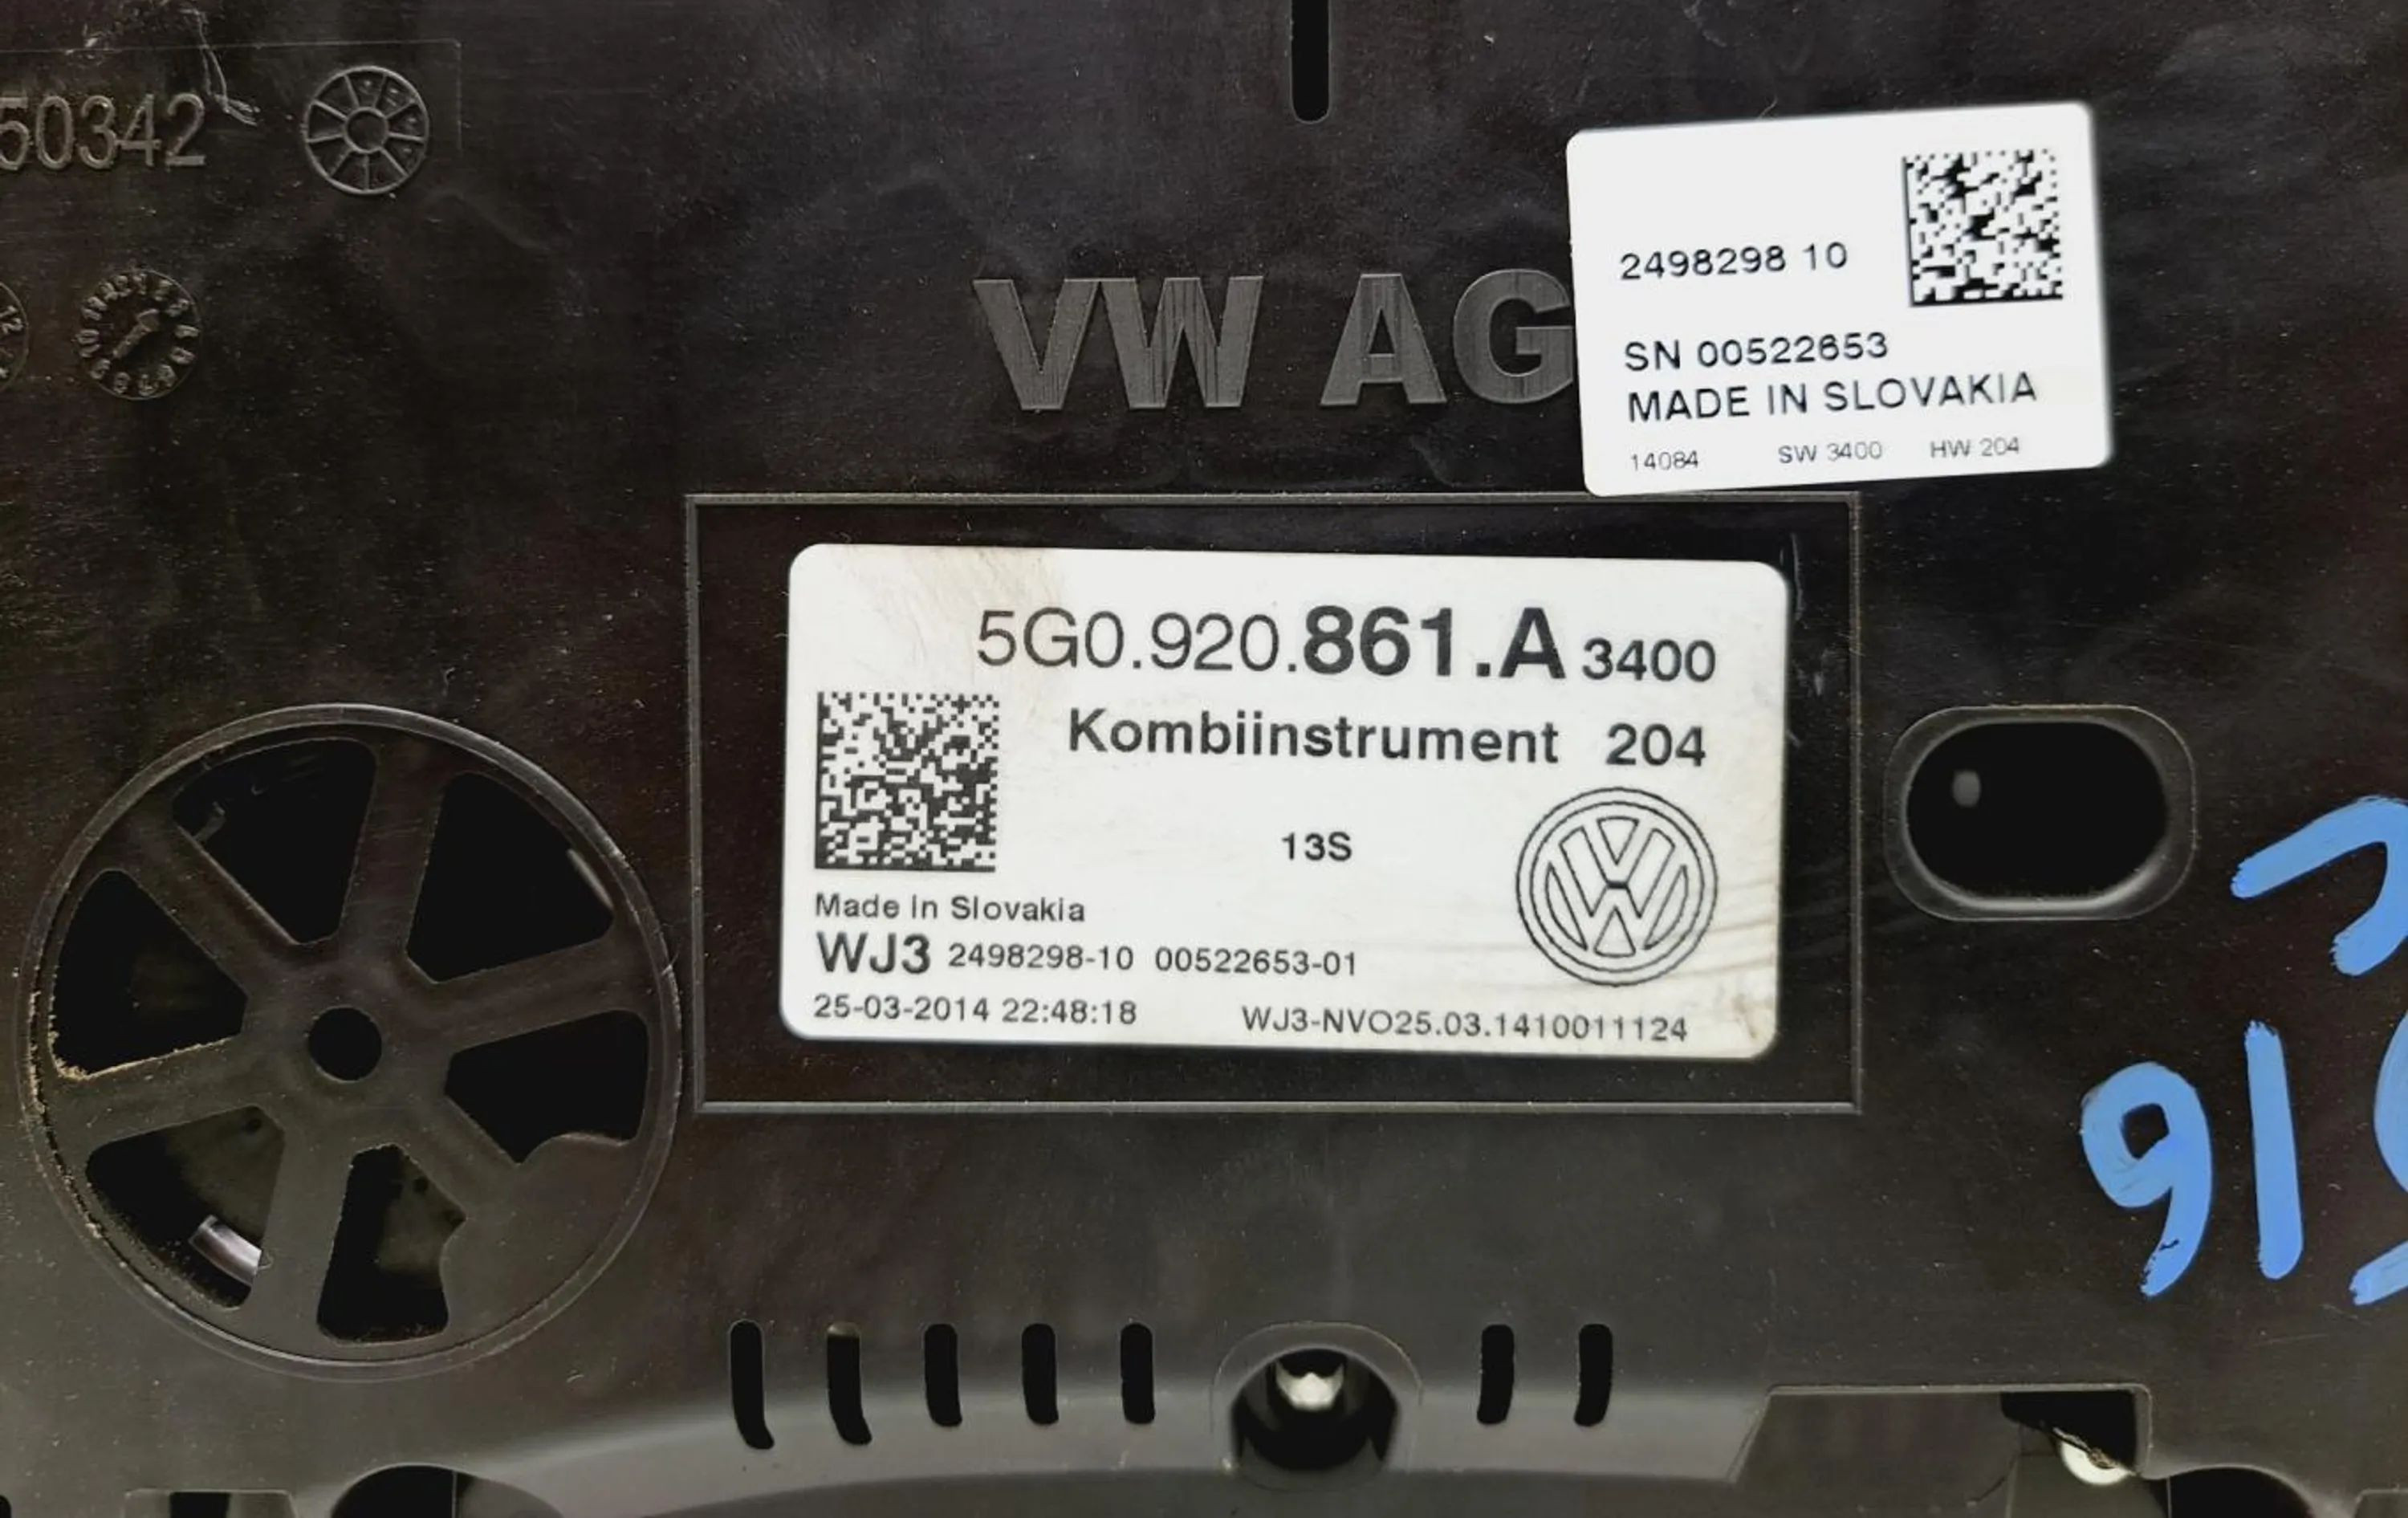 50342
VW AG
2498298 10
SN 00522653
MADE IN SLOVAKIA
14084 SW 3400 HW 204
5G0.920.861.A 3400
Kombiinstrument 204
13S
Made in Slovakia
WJ3 2498298-10 00522653-01
25-03-2014 22:48:18 WJ3-NVO25.03.1410011124